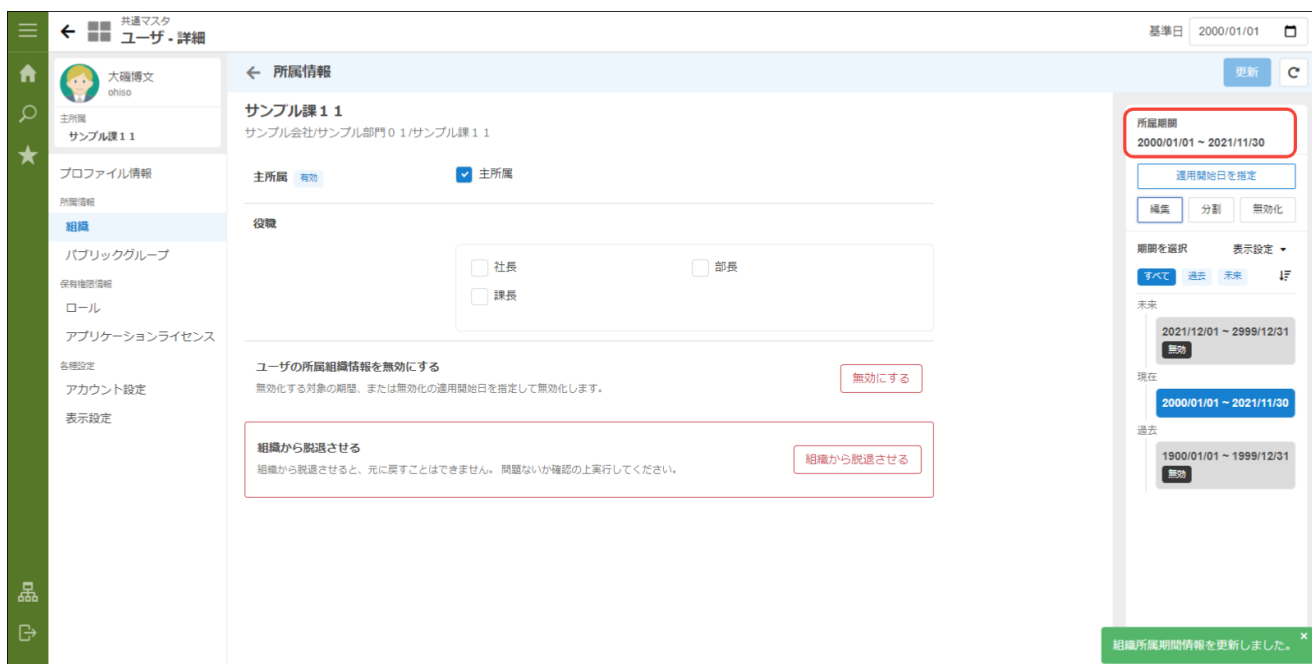 共通マスタ
ユーザ - 詳細
基準日 2000/01/01
大磯博文
ohiso
主所属
サンプル課１１
プロファイル情報
所属情報
組織
パブリックグループ
保有権限情報
ロール
アプリケーションライセンス
各種設定
アカウント設定
表示設定
所属情報
更新
サンプル課１１
サンプル会社/サンプル部門０１/サンプル課１１
主所属 有効 主所属
役職
社長 部長
課長
ユーザの所属組織情報を無効にする
無効化する対象の期間、または無効化の適用開始日を指定して無効化します。
無効にする
組織から脱退させる
組織から脱退させると、元に戻すことはできません。 問題ないか確認の上実行してください。
組織から脱退させる
所属期間
2000/01/01 ~ 2021/11/30
適用開始日を指定
編集 分割 無効化
期間を選択 表示設定
すべて 過去 未来
未来
2021/12/01 ~ 2999/12/31
無効
現在
2000/01/01 ~ 2021/11/30
過去
1900/01/01 ~ 1999/12/31
無効
組織所属期間情報を更新しました。 ×